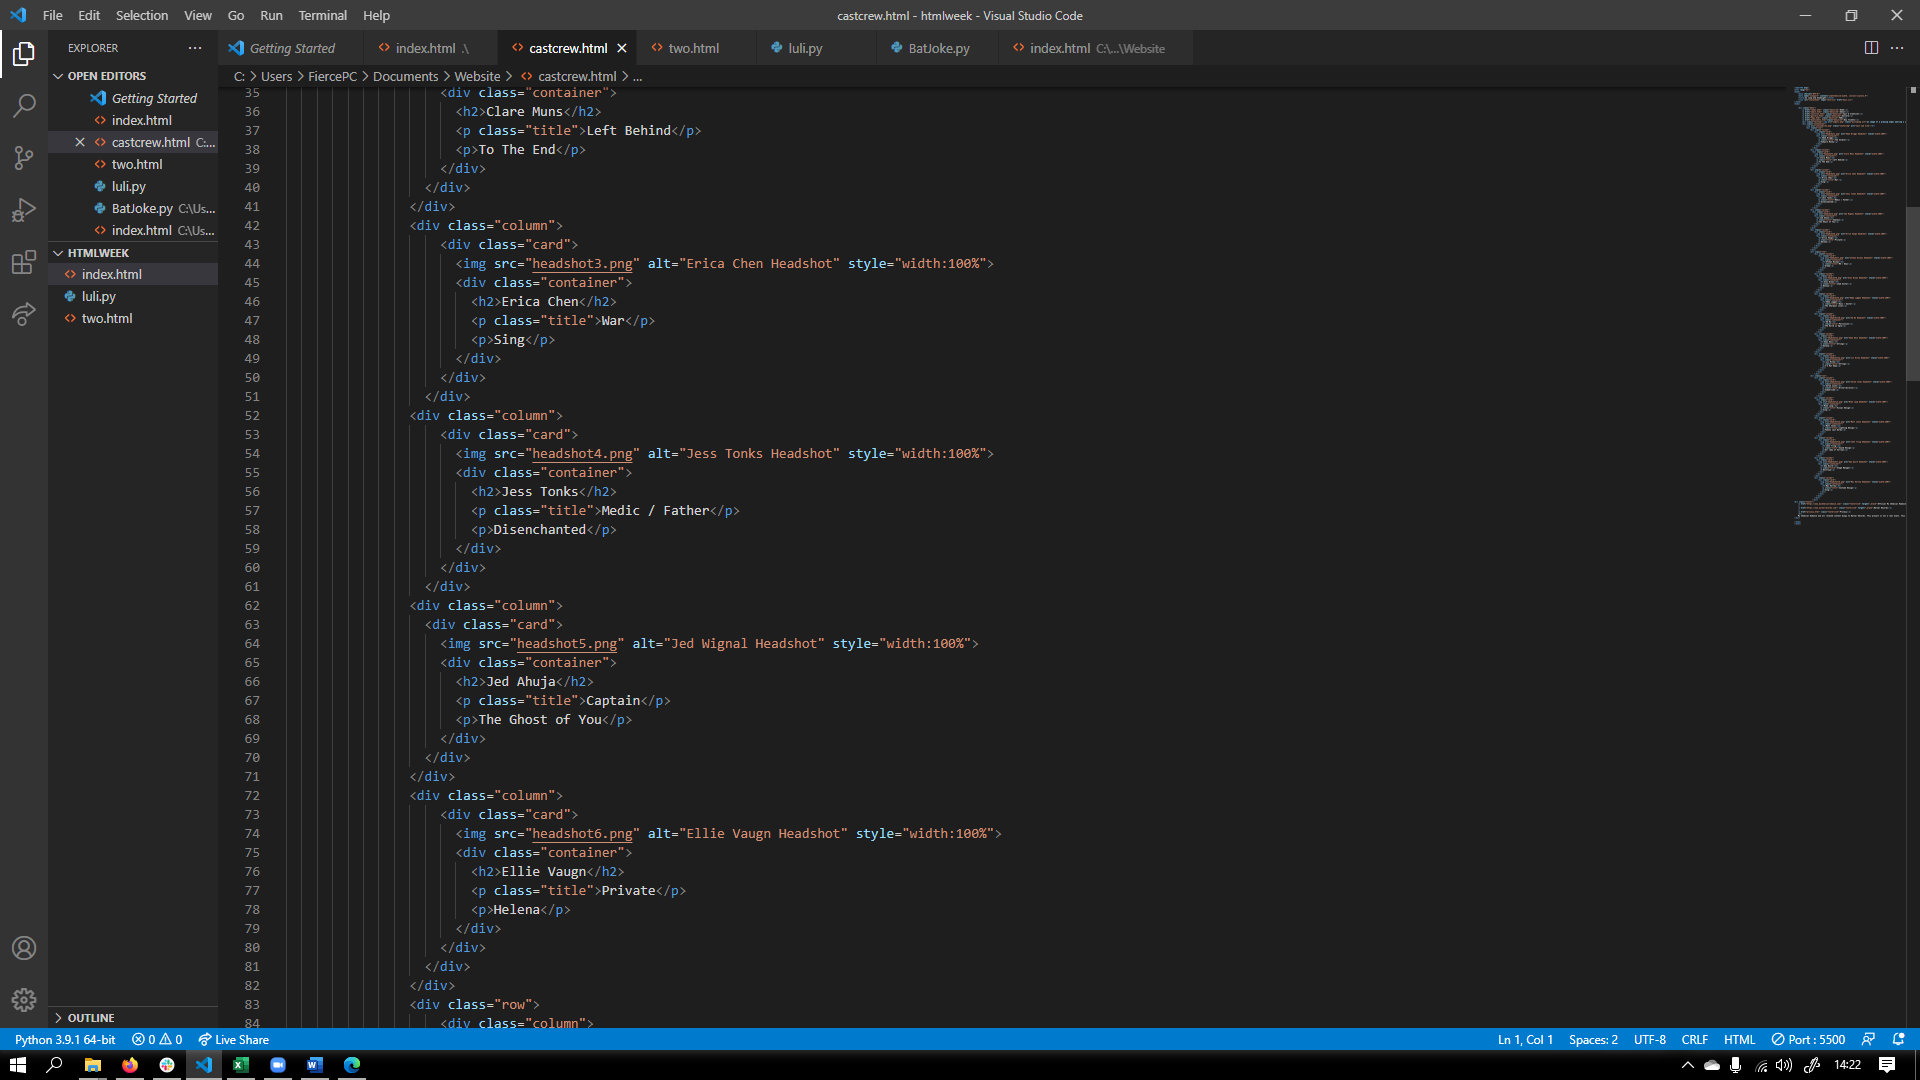 File Edit Selection View Go Run Terminal Help castcrew.html - htmlweek - Visual Studio Code
EXPLORER ···
Getting Started index.html .\ castcrew.html two.html luli.py BatJoke.py index.html C:\...\Website
C: > Users > FiercePC > Documents > Website > castcrew.html > ...
OPEN EDITORS
Getting Started
index.html
castcrew.html C:...
two.html
luli.py
BatJoke.py C:\Us...
index.html C:\Us...
HTMLWEEK
index.html
luli.py
two.html
OUTLINE
35 <div class="container">
36 <h2>Clare Muns</h2>
37 <p class="title">Left Behind</p>
38 <p>To The End</p>
39 </div>
40 </div>
41 </div>
42 <div class="column">
43 <div class="card">
44 <img src="headshot3.png" alt="Erica Chen Headshot" style="width:100%">
45 <div class="container">
46 <h2>Erica Chen</h2>
47 <p class="title">War</p>
48 <p>Sing</p>
49 </div>
50 </div>
51 </div>
52 <div class="column">
53 <div class="card">
54 <img src="headshot4.png" alt="Jess Tonks Headshot" style="width:100%">
55 <div class="container">
56 <h2>Jess Tonks</h2>
57 <p class="title">Medic / Father</p>
58 <p>Disenchanted</p>
59 </div>
60 </div>
61 </div>
62 <div class="column">
63 <div class="card">
64 <img src="headshot5.png" alt="Jed Wignal Headshot" style="width:100%">
65 <div class="container">
66 <h2>Jed Ahuja</h2>
67 <p class="title">Captain</p>
68 <p>The Ghost of You</p>
69 </div>
70 </div>
71 </div>
72 <div class="column">
73 <div class="card">
74 <img src="headshot6.png" alt="Ellie Vaugn Headshot" style="width:100%">
75 <div class="container">
76 <h2>Ellie Vaugn</h2>
77 <p class="title">Private</p>
78 <p>Helena</p>
79 </div>
80 </div>
81 </div>
82 </div>
83 <div class="row">
84 <div class="column">
Python 3.9.1 64-bit 0 0 Live Share Ln 1, Col 1 Spaces: 2 UTF-8 CRLF HTML Port : 5500
14:22